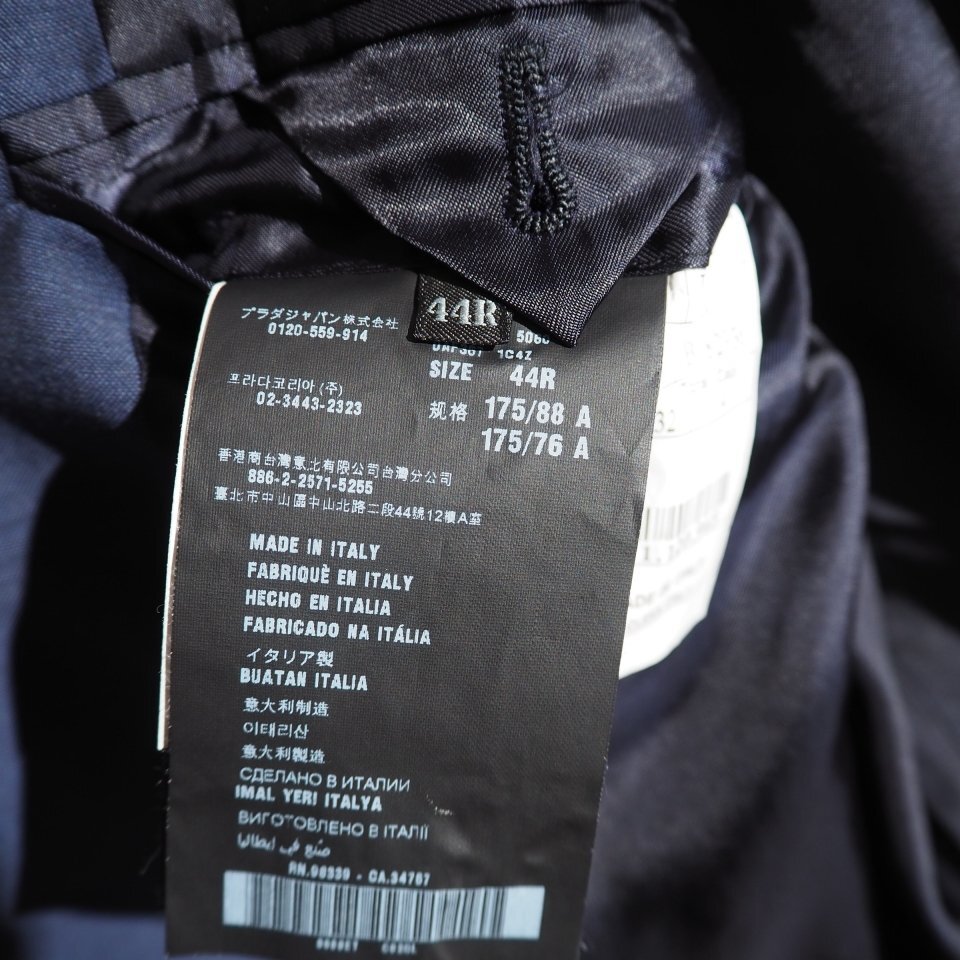 44R
プラダジャパン株式会社
0120-559-914
프라다코리아 (주)
02-3443-2323
SIZE 44R
规格 175/88 A
175/76 A
香港商台灣意北有限公司台灣分公司
886-2-2571-5255
臺北市中山區中山北路二段44號12樓A室
MADE IN ITALY
FABRIQUÈ EN ITALY
HECHO EN ITALIA
FABRICADO NA ITÁLIA
イタリア製
BUATAN ITALIA
意大利制造
이태리산
意大利製造
СДЕЛАНО В ИТАЛИИ
IMAL YERI ITALYA
ВИГОТОВЛЕНО В ІТАЛІЇ
صنع في ايطاليا
RN.98339 - CA.34787